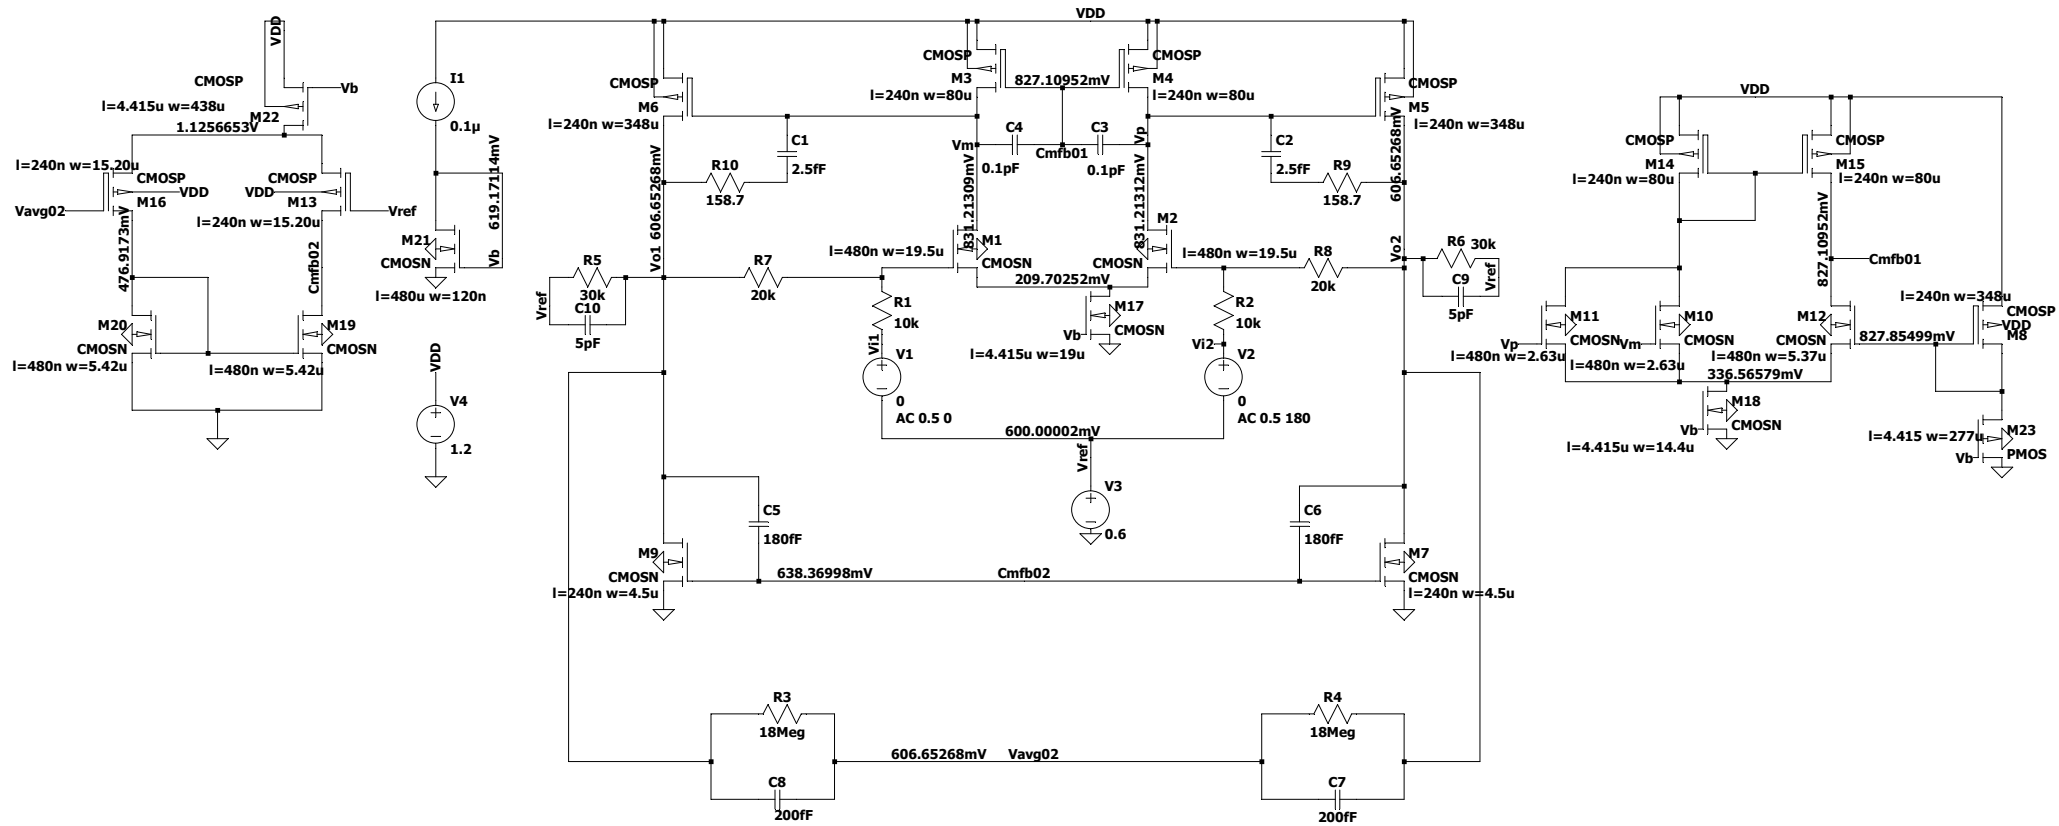 VDD
CMOSP
Vb
l=4.415u w=438u
M22
1.1256653V
l=240n w=15.20u
CMOSP
VDD
M16
Vavg02
476.9173mV
CMOSP
VDD
M13
l=240n w=15.20u
Vref
Cmfb02
M20
CMOSN
l=480n w=5.42u
M19
CMOSN
l=480n w=5.42u
I1
0.1µ
619.17114mV
M21
Vb
CMOSN
l=480u w=120n
VDD
V4
1.2
VDD
CMOSP
M6
l=240n w=348u
CMOSP
M3
l=240n w=80u
827.10952mV
CMOSP
M4
l=240n w=80u
CMOSP
M5
l=240n w=348u
C1
2.5fF
R10
158.7
Vm
C4
0.1pF
Cmfb01
C3
0.1pF
Vp
C2
2.5fF
R9
158.7
606.65268mV
Vo1
831.21309mV
831.21312mV
606.65268mV
Vo2
M1
l=480n w=19.5u
CMOSN
M2
l=480n w=19.5u
CMOSN
209.70252mV
R5
30k
Vref
C10
5pF
R7
20k
R1
10k
Vi1
V1
0
AC 0.5 0
M17
Vb
CMOSN
l=4.415u w=19u
R2
10k
Vi2
V2
0
AC 0.5 180
R8
20k
R6
30k
C9
Vref
5pF
600.00002mV
Vref
V3
0.6
C5
180fF
C6
180fF
M9
CMOSN
l=240n w=4.5u
638.36998mV
Cmfb02
M7
CMOSN
l=240n w=4.5u
R3
18Meg
C8
200fF
606.65268mV
Vavg02
R4
18Meg
C7
200fF
VDD
CMOSP
M14
l=240n w=80u
CMOSP
M15
l=240n w=80u
827.10952mV
Cmfb01
M11
Vp
CMOSN
l=480n w=2.63u
M10
Vm
CMOSN
l=480n w=2.63u
M12
CMOSN
l=480n w=5.37u
827.85499mV
l=240n w=348u
CMOSP
VDD
M8
336.56579mV
M18
Vb
CMOSN
l=4.415u w=14.4u
l=4.415 w=277u
M23
Vb
PMOS